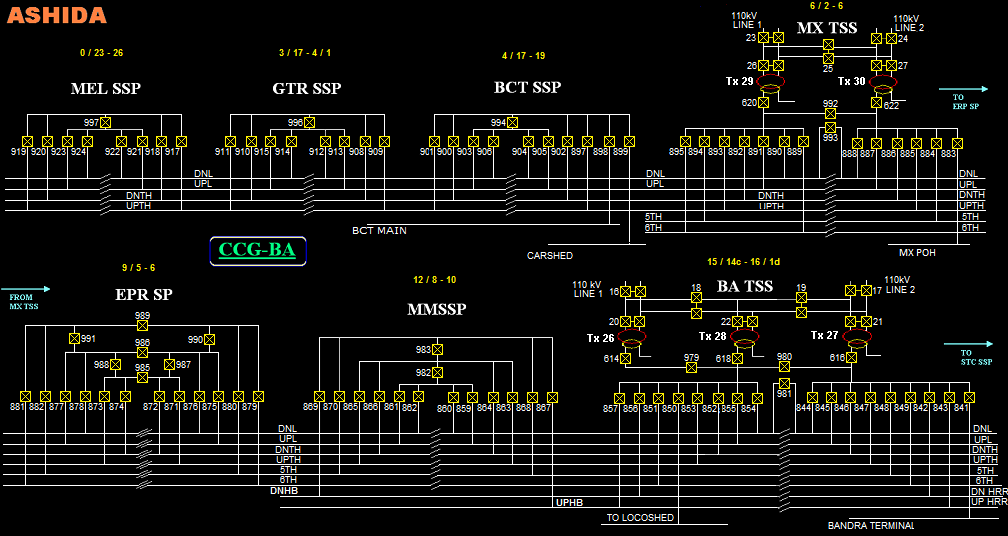 ASHIDA
0 / 23 - 26
3 / 17 - 4 / 1
4 / 17 - 19
6 / 2 - 6
MEL SSP
GTR SSP
BCT SSP
MX TSS
110kV
LINE 1
110kV
LINE 2
23
24
25
26
27
Tx 29
Tx 30
620
622
992
993
TO
ERP SP
997
996
994
919 920 923 924 922 921 918 917
911 910 915 914 912 913 908 909
901 900 903 906 904 905 902 897 898 899
895 894 893 892 891 890 889
888 887 886 885 884 883
DNL
UPL
DNTH
UPTH
DNL
UPL
DNTH
UPTH
5TH
6TH
DNL
UPL
DNTH
UPTH
5TH
6TH
BCT MAIN
CARSHED
MX POH
CCG-BA
9 / 5 - 6
12 / 8 - 10
15 / 14c - 16 / 1d
FROM
MX TSS
EPR SP
MMSSP
BA TSS
110 kV
LINE 1
110kV
LINE 2
16
17
18
19
20
22
21
Tx 26
Tx 28
Tx 27
614
618
616
979
980
981
TO
STC SSP
989
991
990
986
988
987
985
983
982
881 882 877 878 873 874 872 871 876 875 880 879
869 870 865 866 861 862 860 859 864 863 868 867
857 856 851 850 853 852 855 854
844 845 846 847 848 849 842 843 841
DNL
UPL
DNTH
UPTH
5TH
6TH
DNHB
UPHB
DNL
UPL
DNTH
UPTH
5TH
6TH
DN HRR
UP HRR
TO LOCOSHED
BANDRA TERMINAL